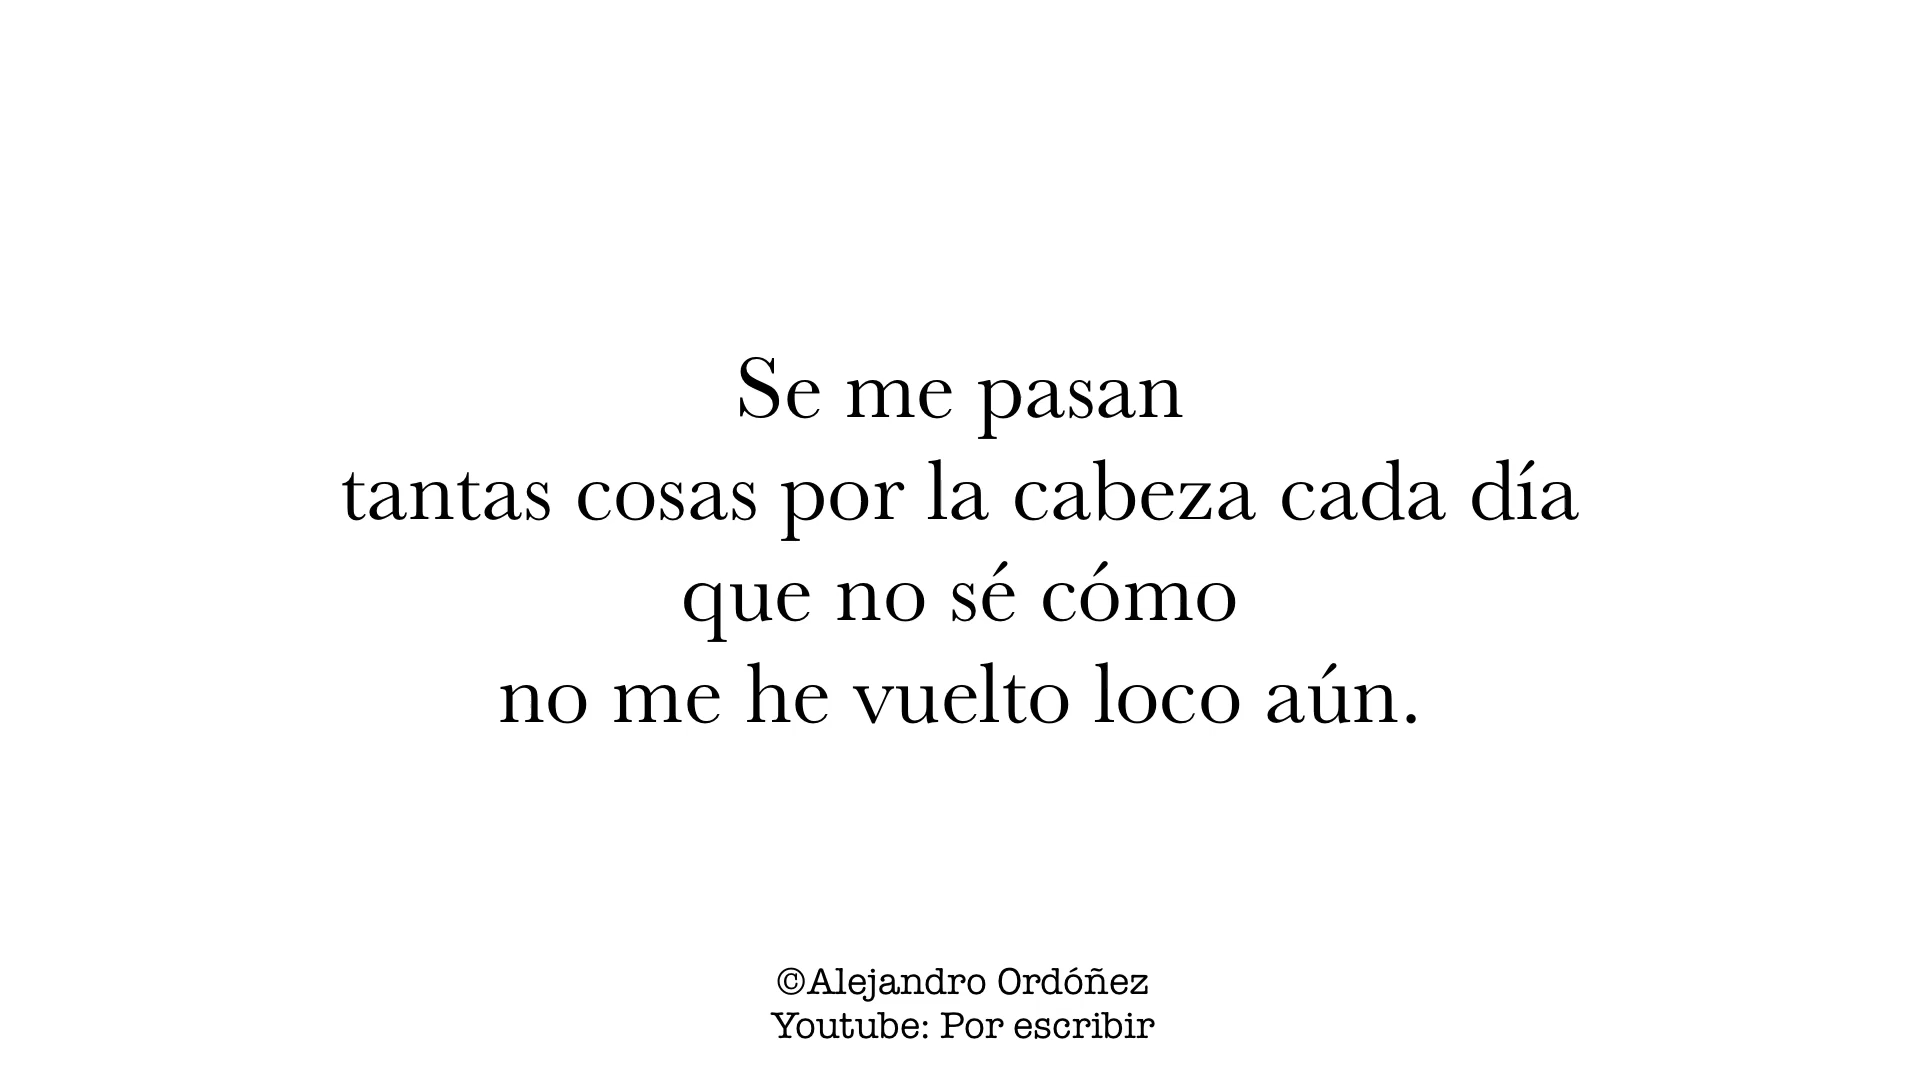 Se me pasan
tantas cosas por la cabeza cada día
que no sé cómo
no me he vuelto loco aún.
©Alejandro Ordóñez
Youtube: Por escribir